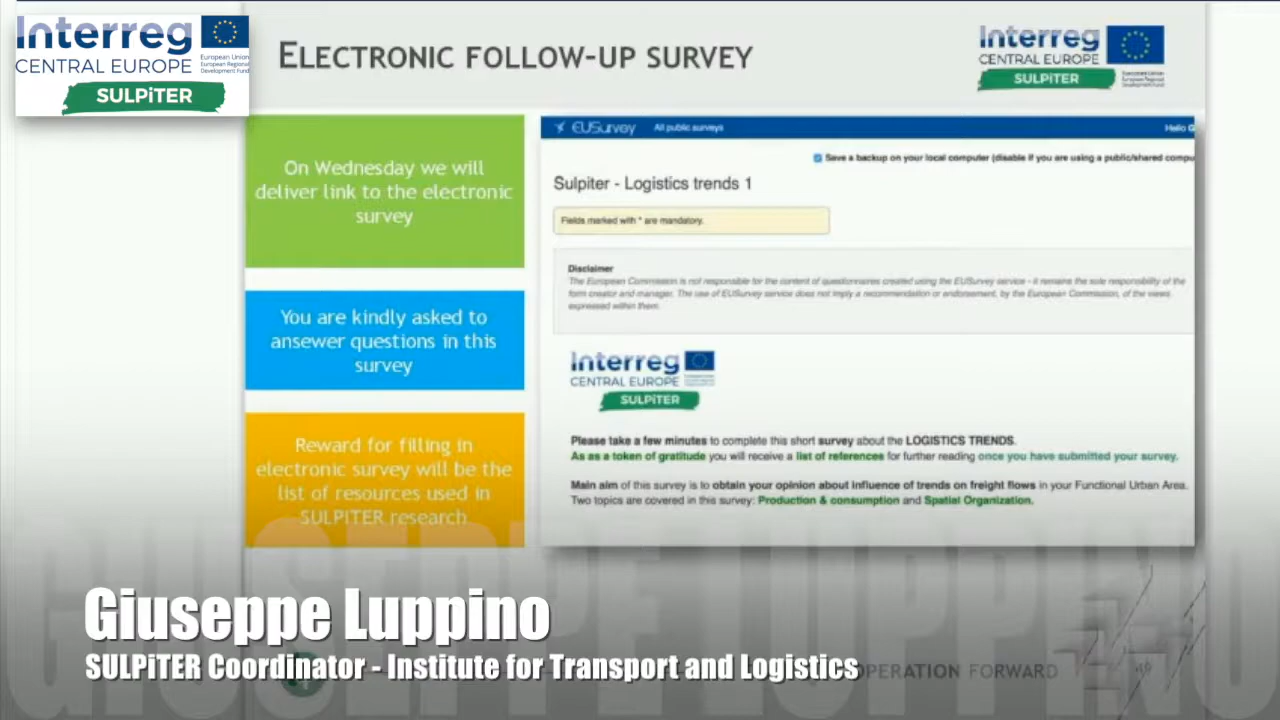 Interreg
CENTRAL EUROPE
European Union
European Regional
Development Fund
SULPiTER
ELECTRONIC FOLLOW-UP SURVEY
Interreg
CENTRAL EUROPE
European Union
European Regional
Development Fund
SULPiTER
On Wednesday we will
deliver link to the electronic
survey
You are kindly asked to
ansewer questions in this
survey
Reward for filling in
electronic survey will be the
list of resources used in
SULPiTER research
EUSurvey All public surveys Hello G
Save a backup on your local computer (disable if you are using a public/shared compu
Sulpiter - Logistics trends 1
Fields marked with * are mandatory.
Disclaimer
The European Commission is not responsible for the content of questionnaires created using the EUSurvey service - it remains the sole responsibility of the
form creator and manager. The use of EUSurvey service does not imply a recommendation or endorsement, by the European Commission, of the views
expressed within them.
Interreg
CENTRAL EUROPE
SULPiTER
Please take a few minutes to complete this short survey about the LOGISTICS TRENDS.
As as a token of gratitude you will receive a list of references for further reading once you have submitted your survey.
Main aim of this survey is to obtain your opinion about influence of trends on freight flows in your Functional Urban Area.
Two topics are covered in this survey: Production & consumption and Spatial Organization.
GIUSEPPE LUPPINO
Giuseppe Luppino
SULPiTER Coordinator - Institute for Transport and Logistics
OPERATION FORWARD